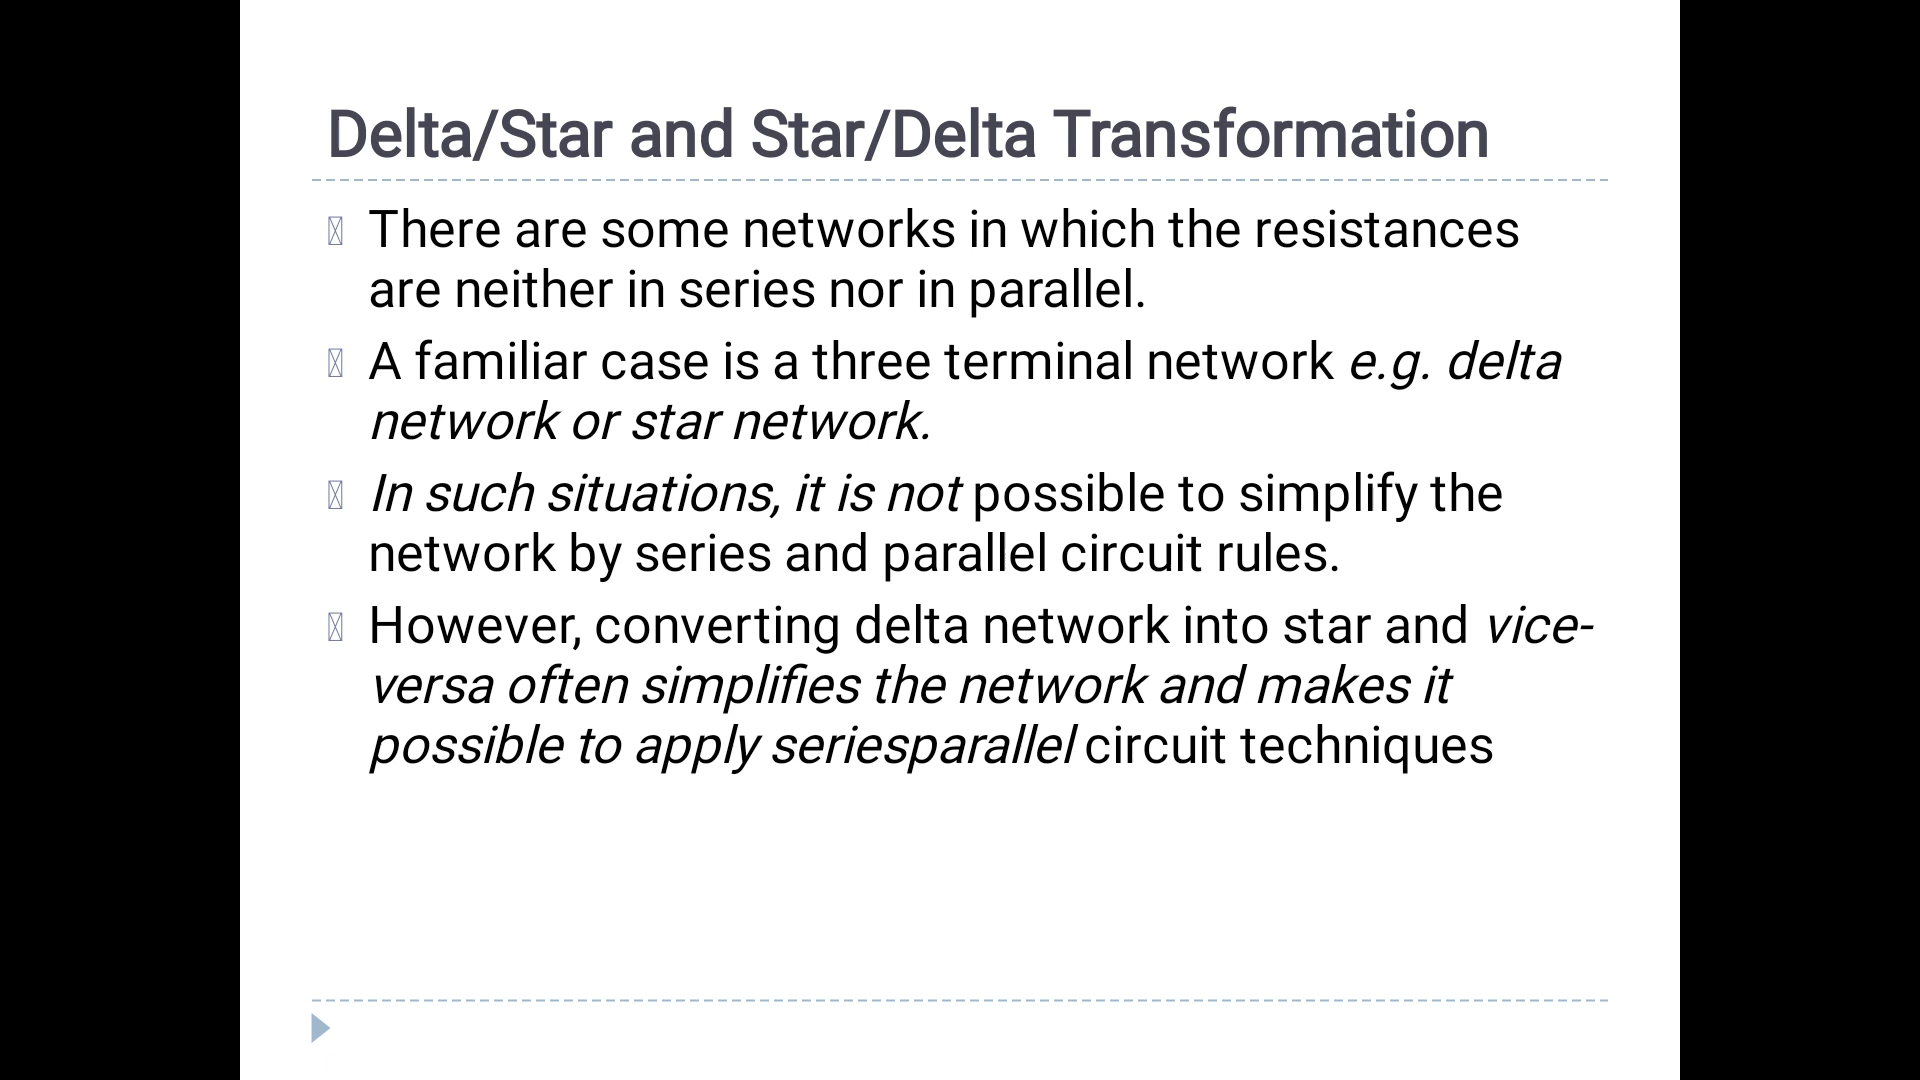 Delta/Star and Star/Delta Transformation
There are some networks in which the resistances
are neither in series nor in parallel.
A familiar case is a three terminal network e.g. delta
network or star network.
In such situations, it is not possible to simplify the
network by series and parallel circuit rules.
However, converting delta network into star and vice-
versa often simplifies the network and makes it
possible to apply seriesparallel circuit techniques